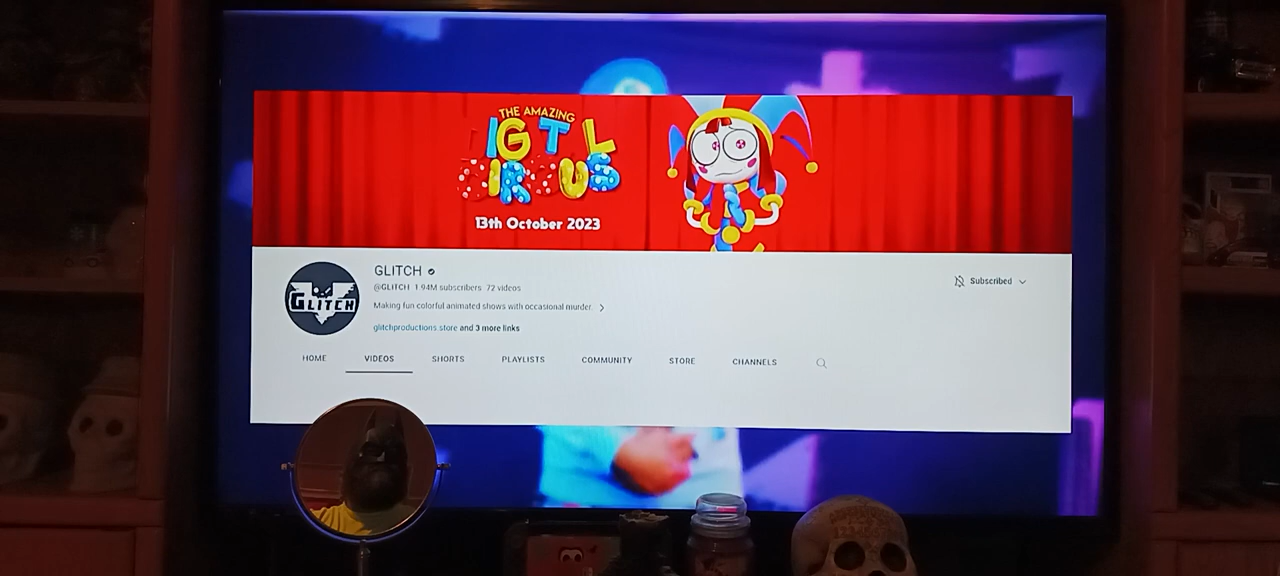 THE AMAZING
IG T L
CIRCUS
13th October 2023
GLITCH
@GLITCH 1.94M subscribers 72 videos
Making fun colorful animated shows with occasional murder
glitchproductions.store and 3 more links
Subscribed
GLITCH
HOME VIDEOS SHORTS PLAYLISTS COMMUNITY STORE CHANNELS